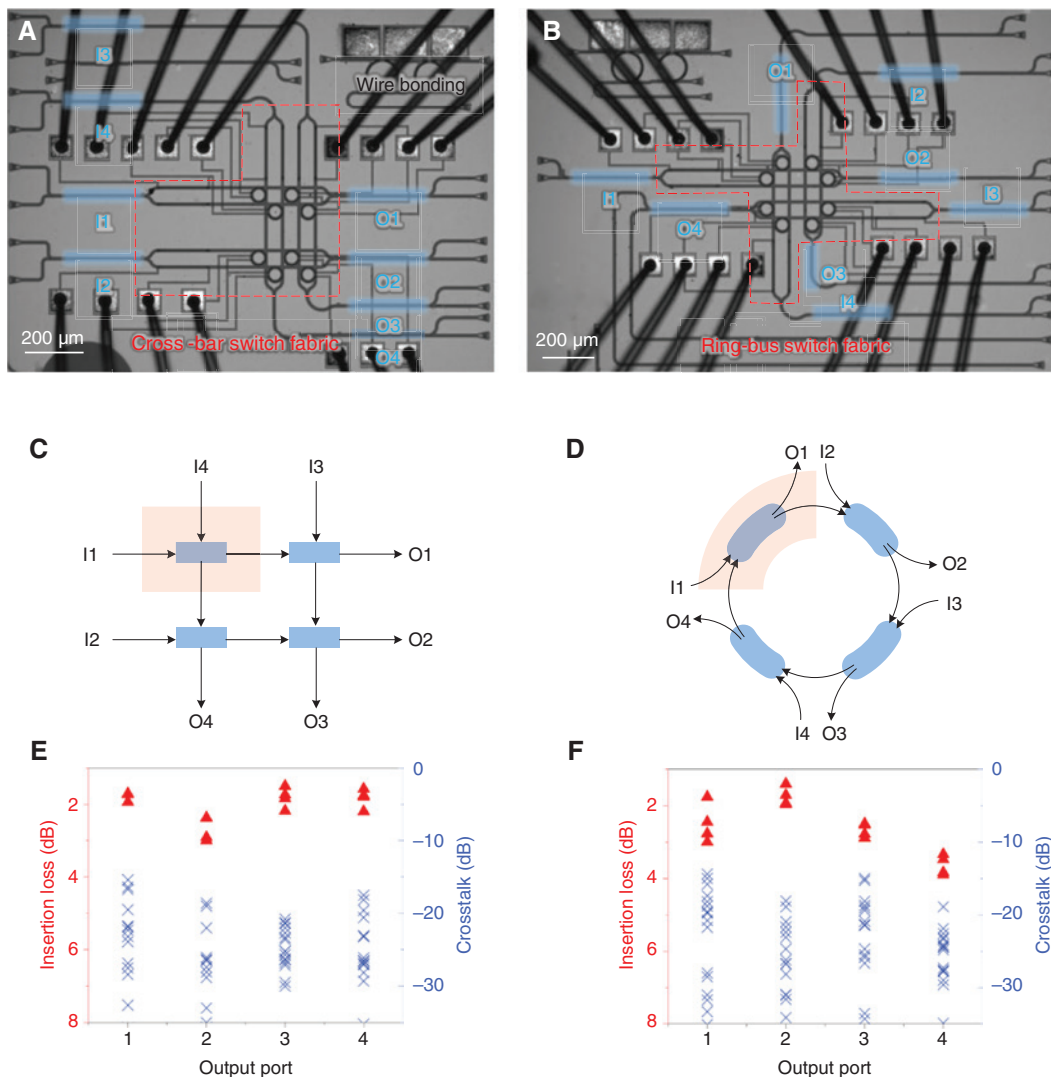 A
I3
I4
Wire bonding
I1
O1
I2
O2
O3
O4
200 µm
Cross-bar switch fabric
B
O1
I2
O2
I1
I3
O4
O3
I4
200 µm
Ring-bus switch fabric
C
I4
I3
I1
O1
I2
O2
O4
O3
D
O1
I2
I1
O2
I3
O4
I4
O3
E
Insertion loss (dB)
2
4
6
8
0
–10
–20
–30
Crosstalk (dB)
1
2
3
4
Output port
F
Insertion loss (dB)
2
4
6
8
0
–10
–20
–30
Crosstalk (dB)
1
2
3
4
Output port